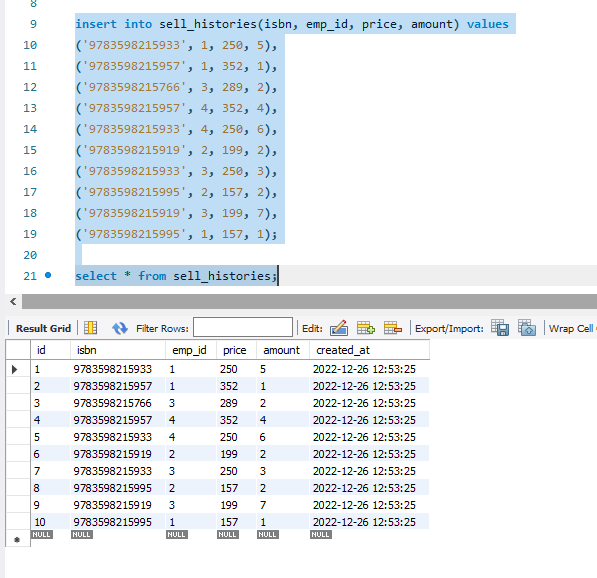 8
9 insert into sell_histories(isbn, emp_id, price, amount) values
10 ('9783598215933', 1, 250, 5),
11 ('9783598215957', 1, 352, 1),
12 ('9783598215766', 3, 289, 2),
13 ('9783598215957', 4, 352, 4),
14 ('9783598215933', 4, 250, 6),
15 ('9783598215919', 2, 199, 2),
16 ('9783598215933', 3, 250, 3),
17 ('9783598215995', 2, 157, 2),
18 ('9783598215919', 3, 199, 7),
19 ('9783598215995', 1, 157, 1);
20
21 select * from sell_histories;
Result Grid Filter Rows: Edit: Export/Import: Wrap Cell
id isbn emp_id price amount created_at
1 9783598215933 1 250 5 2022-12-26 12:53:25
2 9783598215957 1 352 1 2022-12-26 12:53:25
3 9783598215766 3 289 2 2022-12-26 12:53:25
4 9783598215957 4 352 4 2022-12-26 12:53:25
5 9783598215933 4 250 6 2022-12-26 12:53:25
6 9783598215919 2 199 2 2022-12-26 12:53:25
7 9783598215933 3 250 3 2022-12-26 12:53:25
8 9783598215995 2 157 2 2022-12-26 12:53:25
9 9783598215919 3 199 7 2022-12-26 12:53:25
10 9783598215995 1 157 1 2022-12-26 12:53:25
NULL NULL NULL NULL NULL NULL